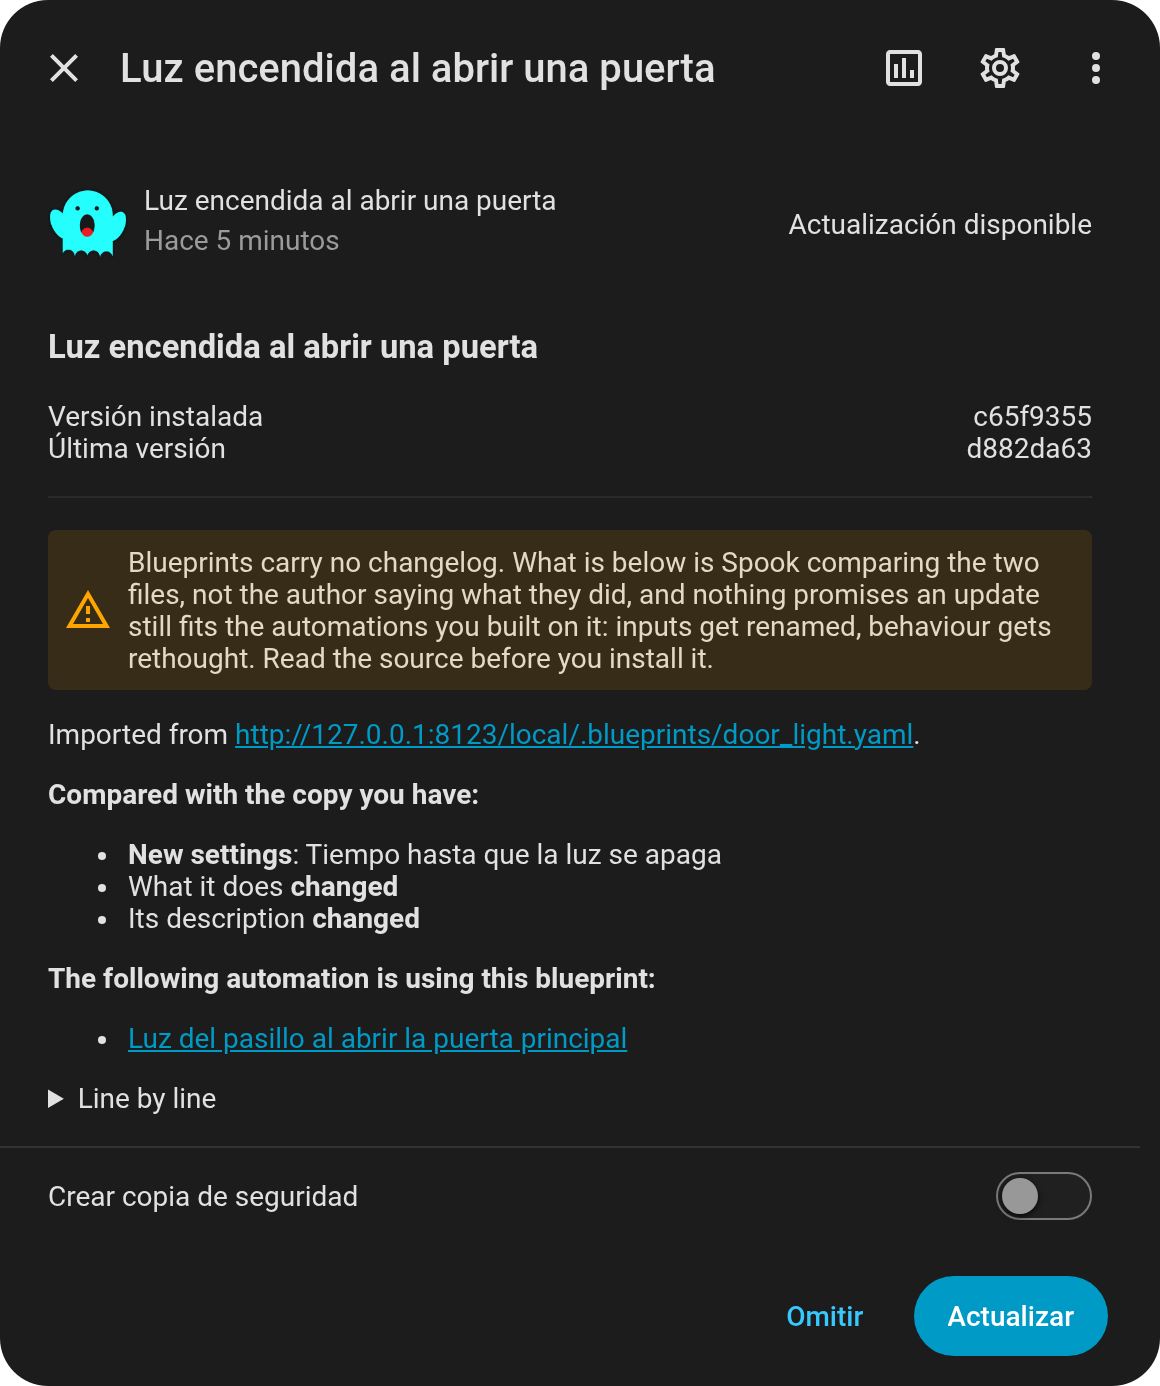 Luz encendida al abrir una puerta
Luz encendida al abrir una puerta
Hace 5 minutos
Actualización disponible
Luz encendida al abrir una puerta
Versión instalada c65f9355
Última versión d882da63
Blueprints carry no changelog. What is below is Spook comparing the two
files, not the author saying what they did, and nothing promises an update
still fits the automations you built on it: inputs get renamed, behaviour gets
rethought. Read the source before you install it.
Imported from http://127.0.0.1:8123/local/.blueprints/door_light.yaml.
Compared with the copy you have:
• New settings: Tiempo hasta que la luz se apaga
• What it does changed
• Its description changed
The following automation is using this blueprint:
• Luz del pasillo al abrir la puerta principal
Line by line
Crear copia de seguridad
Omitir Actualizar